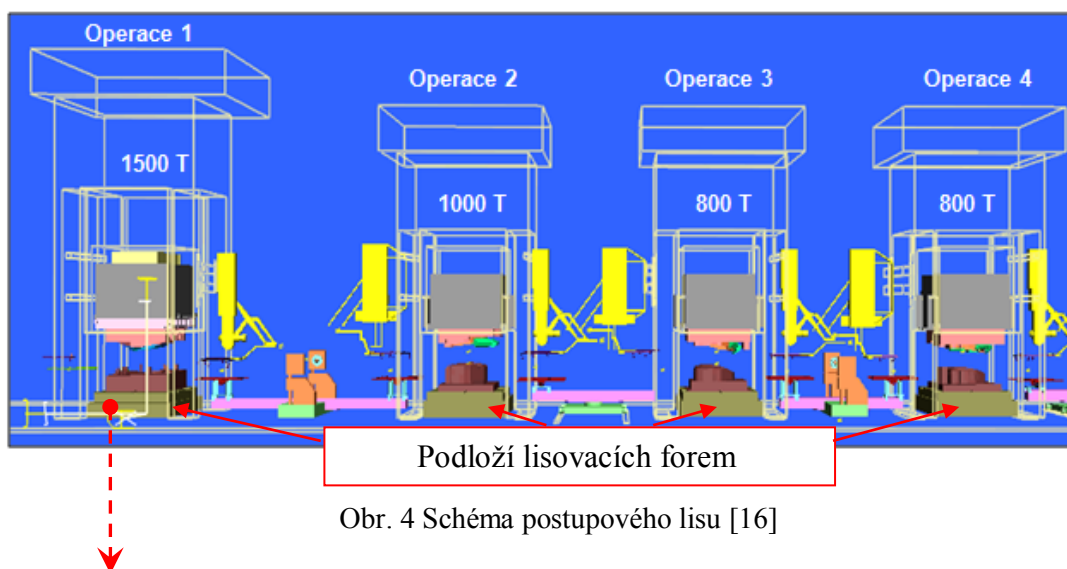 Operace 1
Operace 2
Operace 3
Operace 4
1500 T
1000 T
800 T
800 T
Podloží lisovacích forem
Obr. 4 Schéma postupového lisu [16]